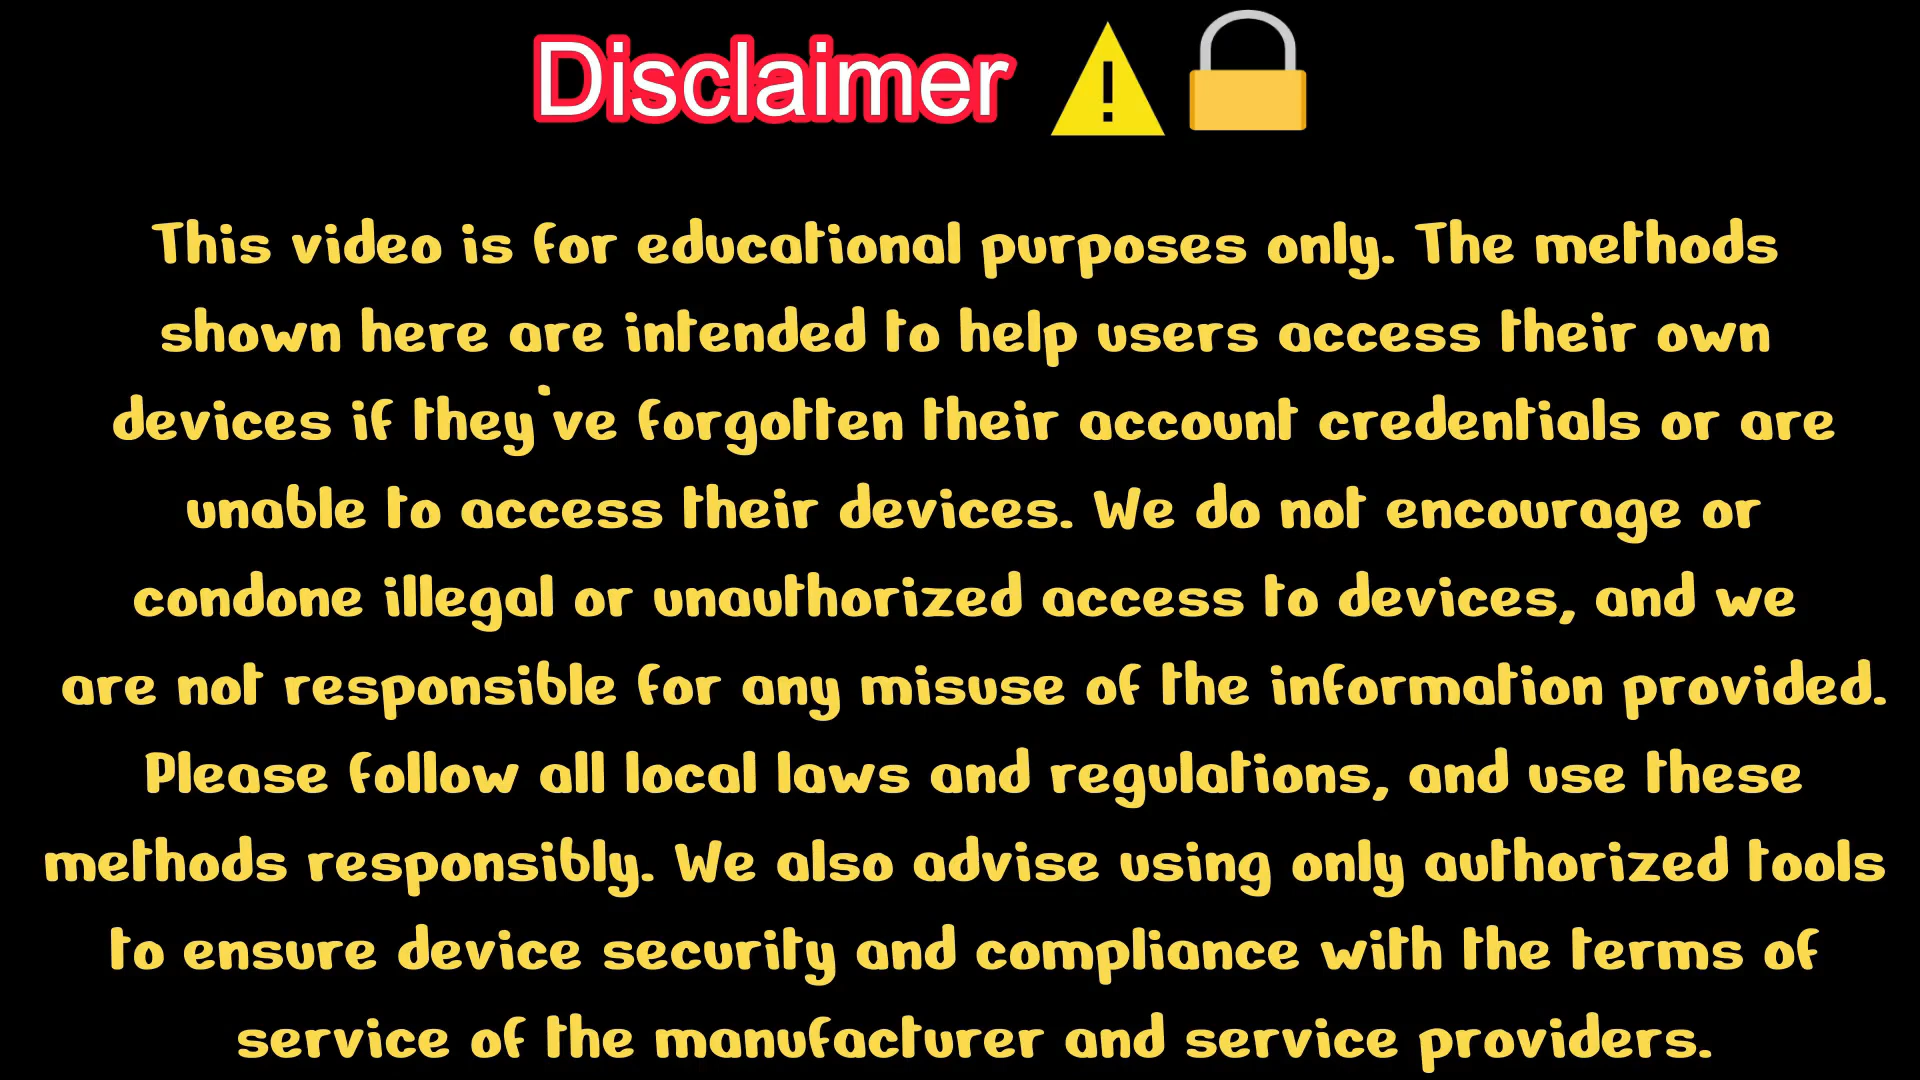 Disclaimer ⚠🔒
This video is for educational purposes only. The methods
shown here are intended to help users access their own
devices if they've forgotten their account credentials or are
unable to access their devices. We do not encourage or
condone illegal or unauthorized access to devices, and we
are not responsible for any misuse of the information provided.
Please follow all local laws and regulations, and use these
methods responsibly. We also advise using only authorized tools
to ensure device security and compliance with the terms of
service of the manufacturer and service providers.